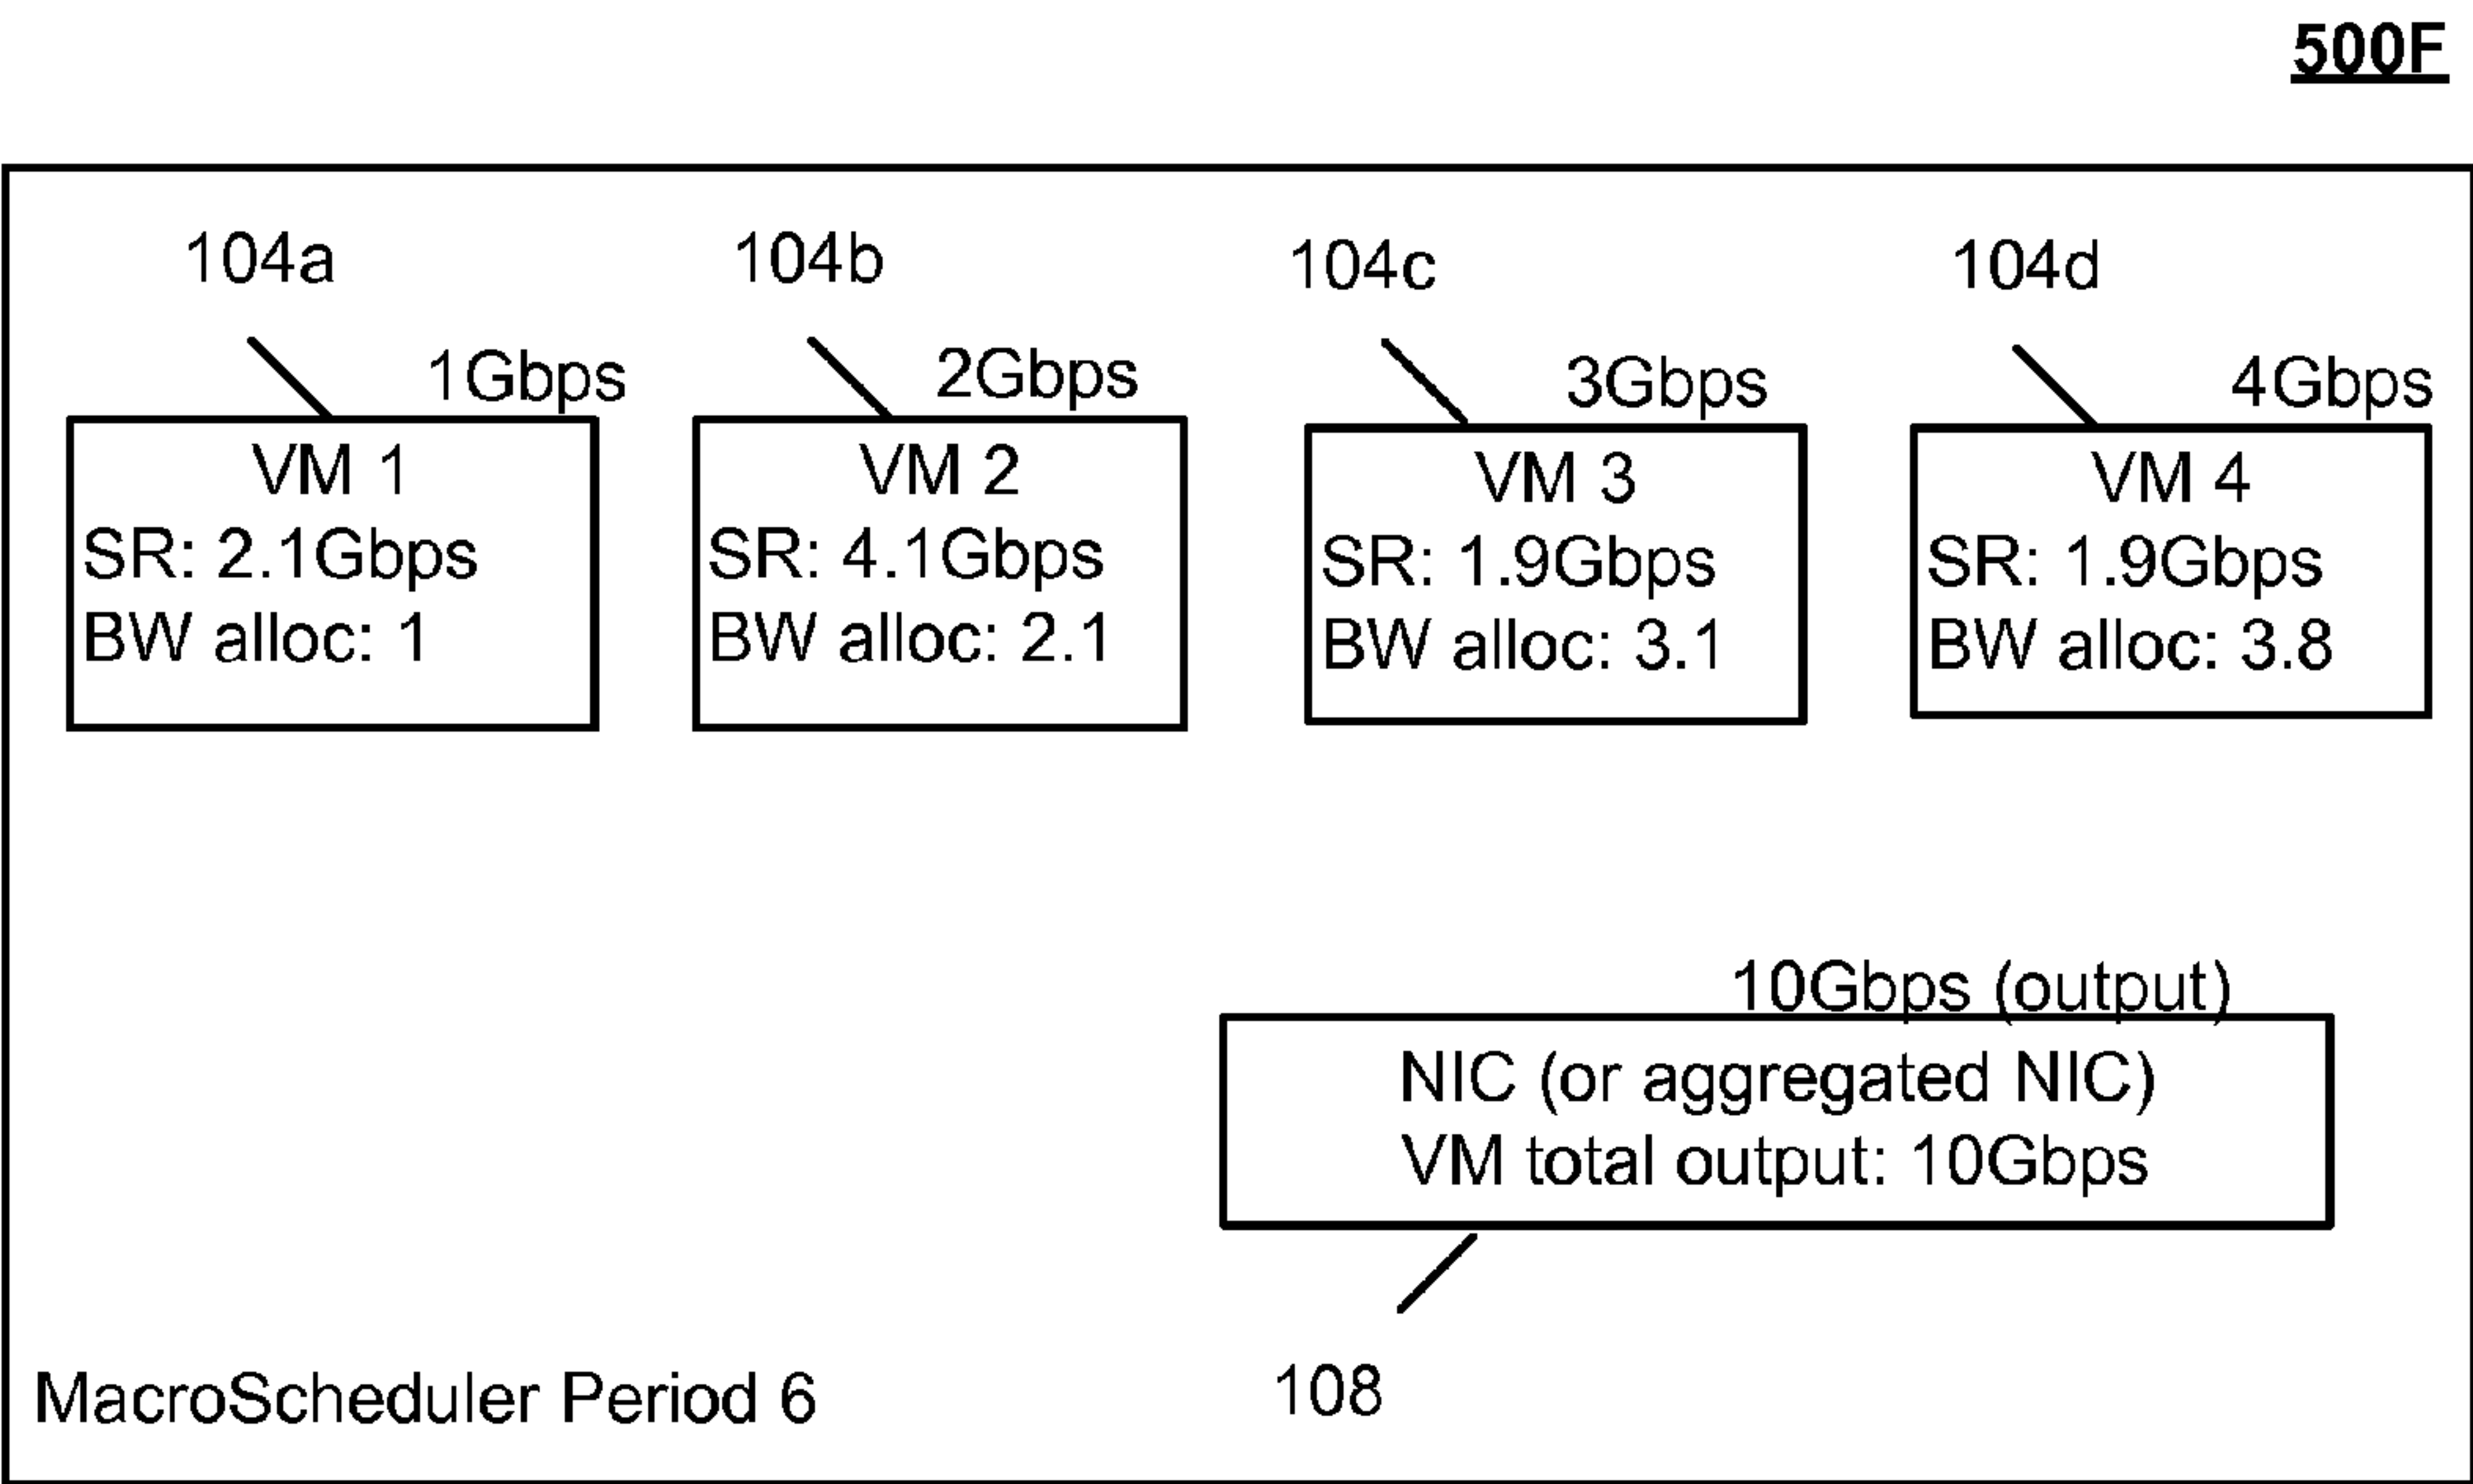 500F
104a
104b
104c
104d
1Gbps
2Gbps
3Gbps
4Gbps
VM 1
SR: 2.1Gbps
BW alloc: 1
VM 2
SR: 4.1Gbps
BW alloc: 2.1
VM 3
SR: 1.9Gbps
BW alloc: 3.1
VM 4
SR: 1.9Gbps
BW alloc: 3.8
10Gbps (output)
NIC (or aggregated NIC)
VM total output: 10Gbps
108
MacroScheduler Period 6